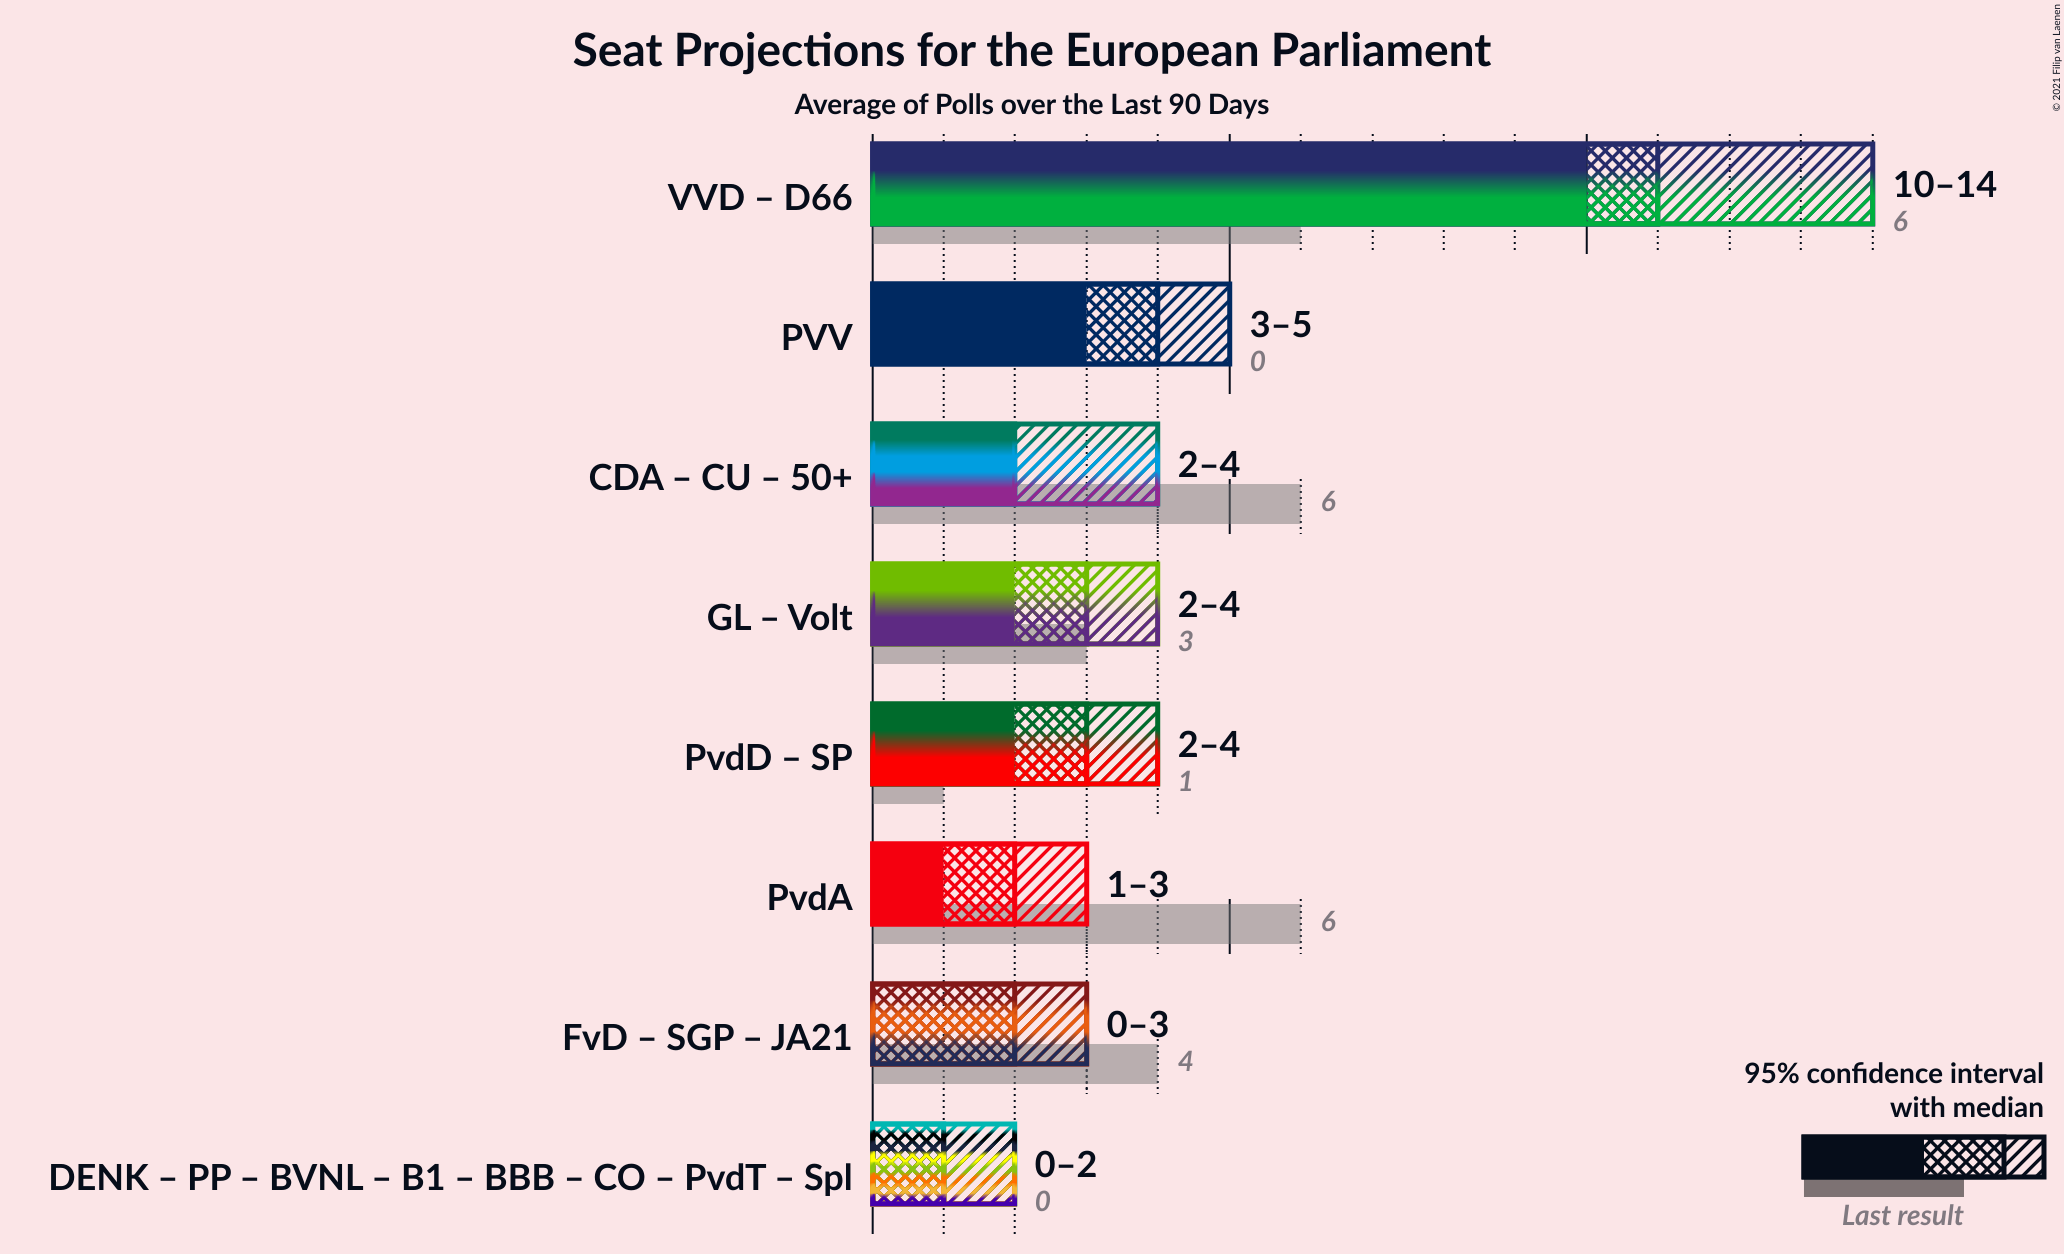 Seat Projections for the European Parliament
Average of Polls over the Last 90 Days
© 2021 Filip van Laenen
VVD – D66
10–14
6
PVV
3–5
0
CDA – CU – 50+
2–4
6
GL – Volt
2–4
3
PvdD – SP
2–4
1
PvdA
1–3
6
FvD – SGP – JA21
0–3
4
DENK – PP – BVNL – B1 – BBB – CO – PvdT – Spl
0–2
0
95% confidence interval
with median
Last result